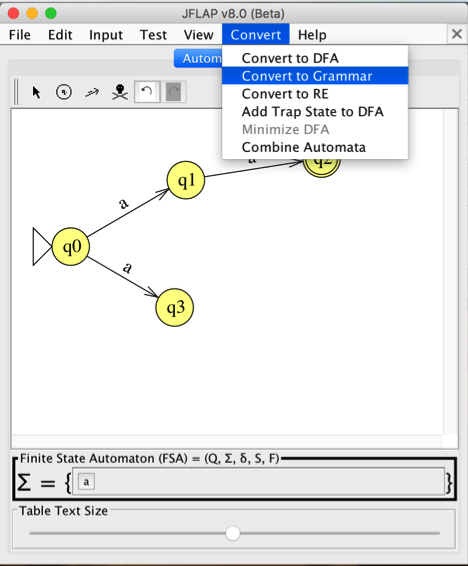 JFLAP v8.0 (Beta)
File Edit Input Test View Convert Help
Autom
Convert to DFA
Convert to Grammar
Convert to RE
Add Trap State to DFA
Minimize DFA
Combine Automata
q1
q2
a
a
q0
a
q3
Finite State Automaton (FSA) = (Q, Σ, δ, S, F)
Σ = { a }
Table Text Size